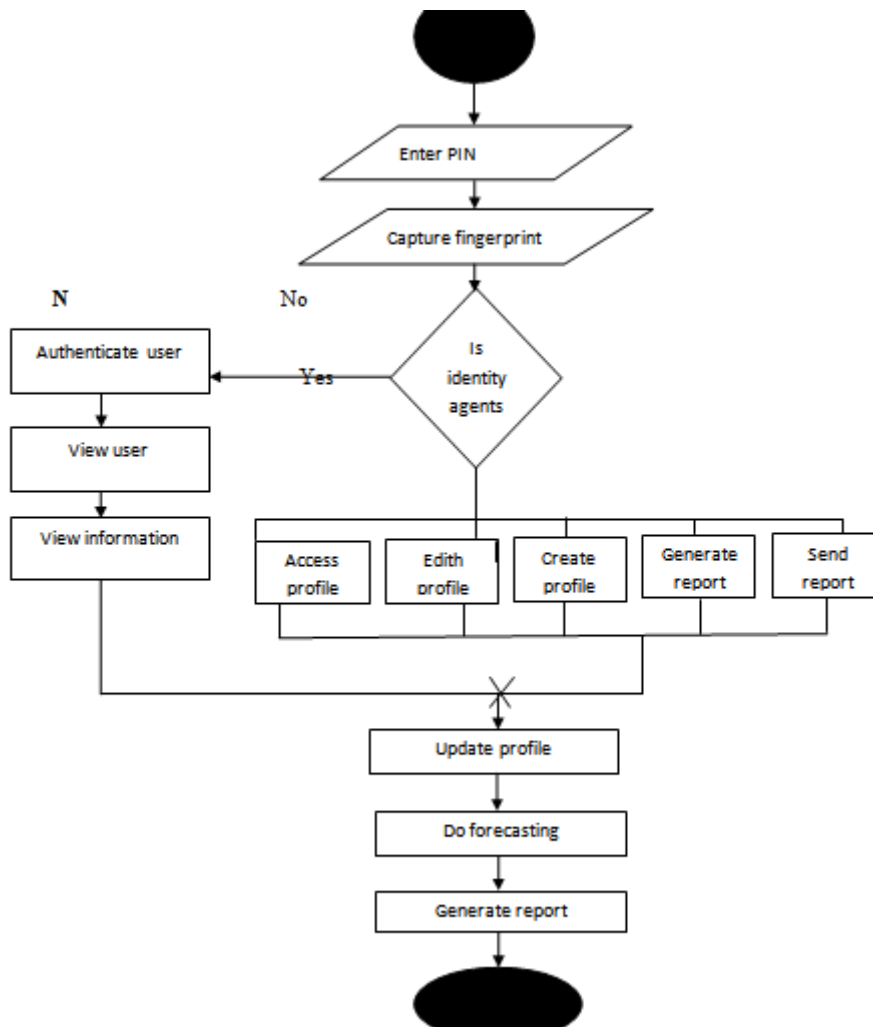 Enter PIN
Capture fingerprint
N
No
Is
identity
agents
Yes
Authenticate user
View user
View information
Access
profile
Edith
profile
Create
profile
Generate
report
Send
report
Update profile
Do forecasting
Generate report